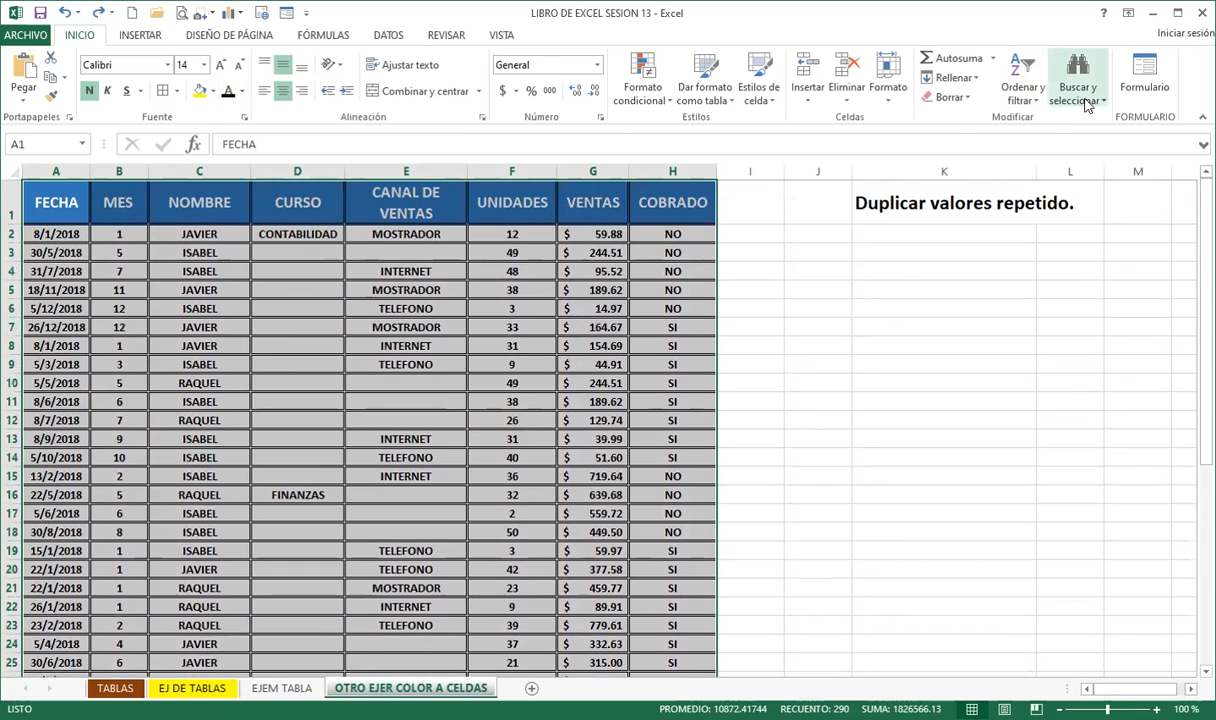 LIBRO DE EXCEL SESION 13 - Excel
ARCHIVO INICIO INSERTAR DISEÑO DE PÁGINA FÓRMULAS DATOS REVISAR VISTA Iniciar sesión
Pegar
Calibri 14
N K S
Ajustar texto
Combinar y centrar
General
$ % 000
Formato condicional
Dar formato como tabla
Estilos de celda
Insertar Eliminar Formato
Autosuma
Rellenar
Borrar
Ordenar y filtrar
Buscar y seleccionar
Formulario
Portapapeles Fuente Alineación Número Estilos Celdas Modificar FORMULARIO
A1 fx FECHA
A B C D E F G H I J K L M
1 FECHA MES NOMBRE CURSO CANAL DE VENTAS UNIDADES VENTAS COBRADO Duplicar valores repetido.
2 8/1/2018 1 JAVIER CONTABILIDAD MOSTRADOR 12 $ 59.88 NO
3 30/5/2018 5 ISABEL 49 $ 244.51 NO
4 31/7/2018 7 ISABEL INTERNET 48 $ 95.52 NO
5 18/11/2018 11 JAVIER MOSTRADOR 38 $ 189.62 NO
6 5/12/2018 12 ISABEL TELEFONO 3 $ 14.97 NO
7 26/12/2018 12 JAVIER MOSTRADOR 33 $ 164.67 SI
8 8/1/2018 1 JAVIER INTERNET 31 $ 154.69 SI
9 5/3/2018 3 ISABEL TELEFONO 9 $ 44.91 SI
10 5/5/2018 5 RAQUEL 49 $ 244.51 SI
11 8/6/2018 6 ISABEL 38 $ 189.62 SI
12 8/7/2018 7 RAQUEL 26 $ 129.74 SI
13 8/9/2018 9 ISABEL INTERNET 31 $ 39.99 SI
14 5/10/2018 10 ISABEL TELEFONO 40 $ 51.60 SI
15 13/2/2018 2 ISABEL INTERNET 36 $ 719.64 NO
16 22/5/2018 5 RAQUEL FINANZAS 32 $ 639.68 NO
17 5/6/2018 6 ISABEL 2 $ 559.72 NO
18 30/8/2018 8 ISABEL 50 $ 449.50 NO
19 15/1/2018 1 ISABEL TELEFONO 3 $ 59.97 SI
20 22/1/2018 1 JAVIER TELEFONO 42 $ 377.58 SI
21 22/1/2018 1 RAQUEL MOSTRADOR 23 $ 459.77 SI
22 26/1/2018 1 RAQUEL INTERNET 9 $ 89.91 SI
23 23/2/2018 2 RAQUEL TELEFONO 39 $ 779.61 SI
24 5/4/2018 4 JAVIER 37 $ 332.63 SI
25 30/6/2018 6 JAVIER 21 $ 315.00 SI
TABLAS EJ DE TABLAS EJEM TABLA OTRO EJER COLOR A CELDAS
LISTO PROMEDIO: 10872.41744 RECUENTO: 290 SUMA: 1826566.13 100 %